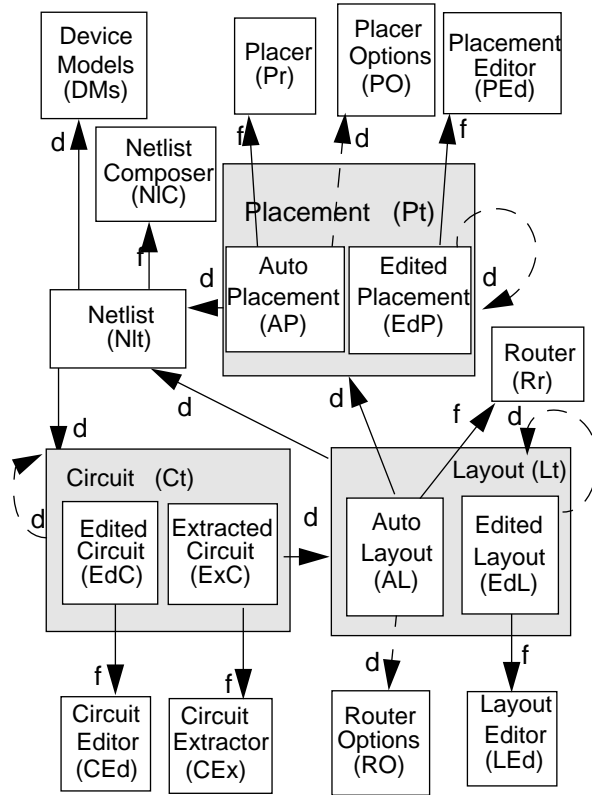 Device
Models
(DMs)
Placer
(Pr)
Placer
Options
(PO)
Placement
Editor
(PEd)
d
f
d
f
Netlist
Composer
(NlC)
f
Placement (Pt)
Auto
Placement
(AP)
Edited
Placement
(EdP)
d
d
Netlist
(Nlt)
Router
(Rr)
d
d
d
f
d
Circuit (Ct)
Edited
Circuit
(EdC)
Extracted
Circuit
(ExC)
d
d
Layout (Lt)
Auto
Layout
(AL)
Edited
Layout
(EdL)
f
f
d
f
Circuit
Editor
(CEd)
Circuit
Extractor
(CEx)
Router
Options
(RO)
Layout
Editor
(LEd)